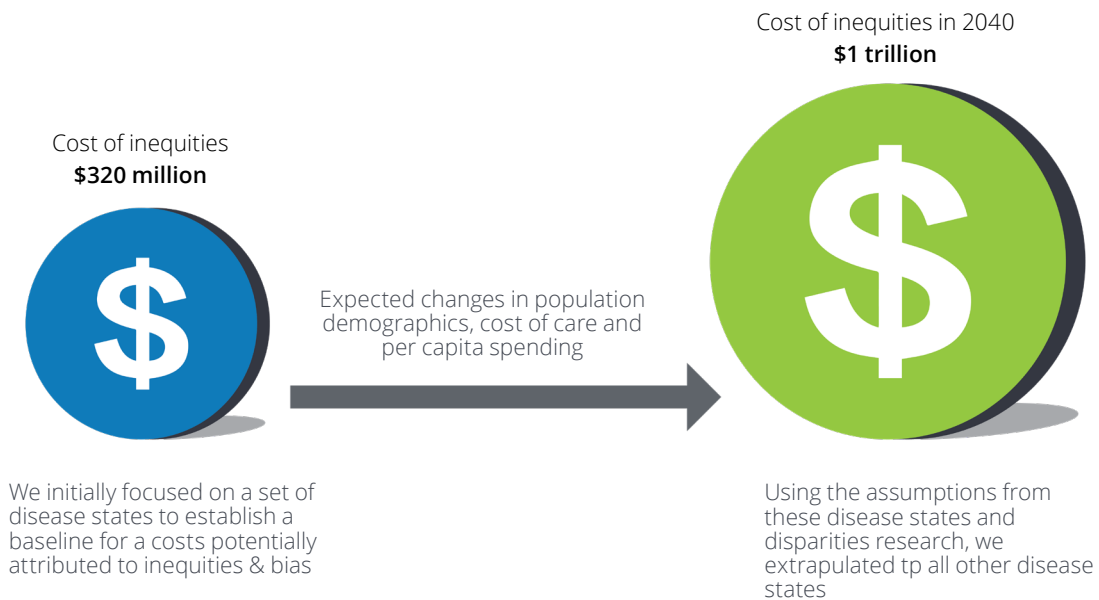 Cost of inequities in 2040
$1 trillion
Cost of inequities
$320 million
$
$
Expected changes in population
demographics, cost of care and
per capita spending
We initially focused on a set of
disease states to establish a
baseline for a costs potentially
attributed to inequities & bias
Using the assumptions from
these disease states and
disparities research, we
extrapulated tp all other disease
states